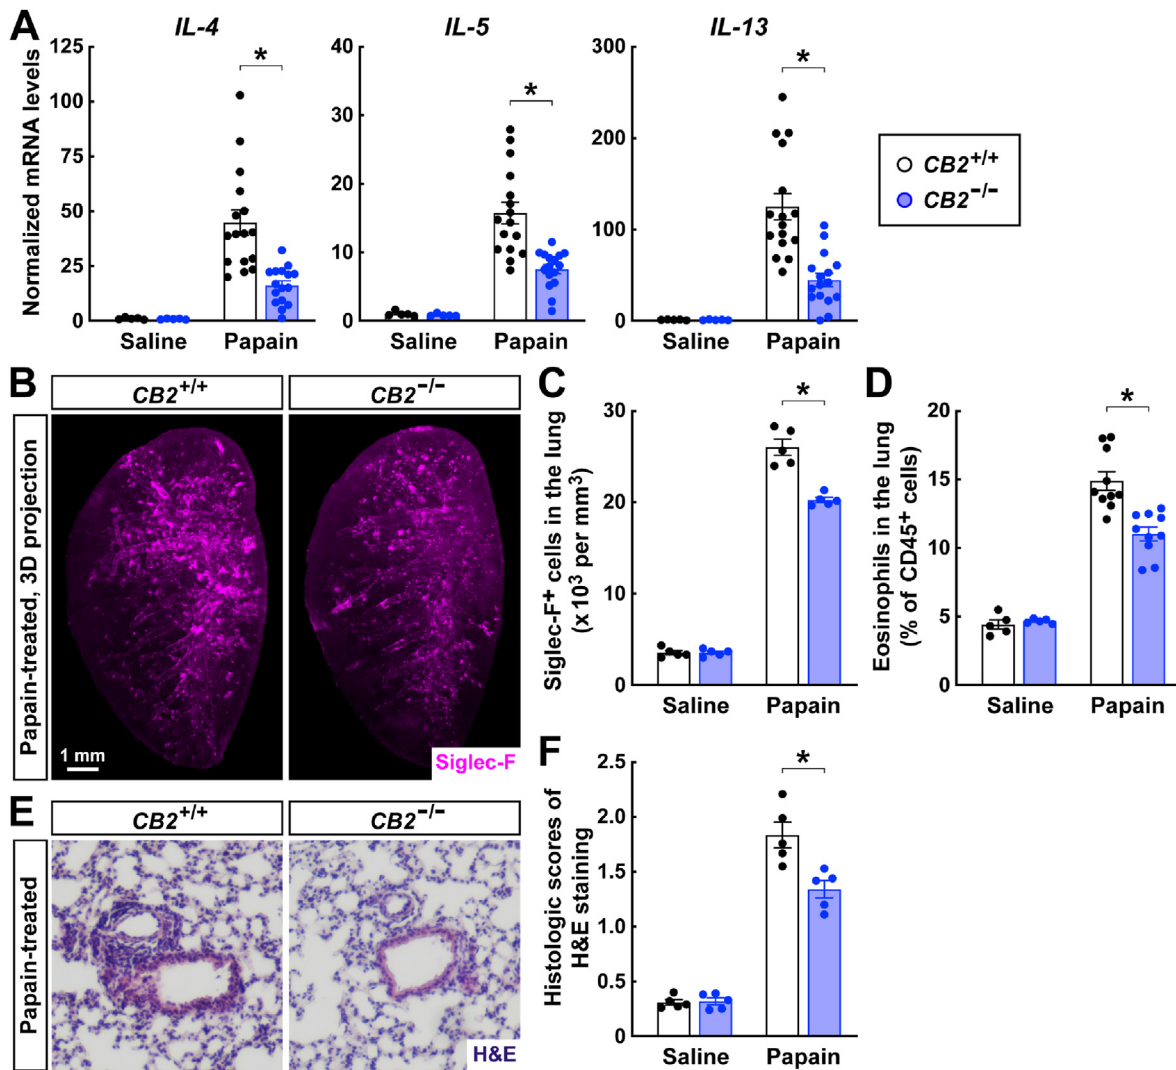 A
IL-4
IL-5
IL-13
Normalized mRNA levels
125
100
75
50
25
0
Saline
Papain
*
40
30
20
10
0
Saline
Papain
*
300
200
100
0
Saline
Papain
*
CB2+/+
CB2−/−
B
CB2+/+
CB2−/−
Papain-treated, 3D projection
1 mm
Siglec-F
C
Siglec-F+ cells in the lung
(x 10³ per mm³)
30
20
10
0
Saline
Papain
*
D
Eosinophils in the lung
(% of CD45+ cells)
20
15
10
5
0
Saline
Papain
*
E
CB2+/+
CB2−/−
Papain-treated
H&E
F
Histologic scores of
H&E staining
2.5
2.0
1.5
1.0
0.5
0
Saline
Papain
*